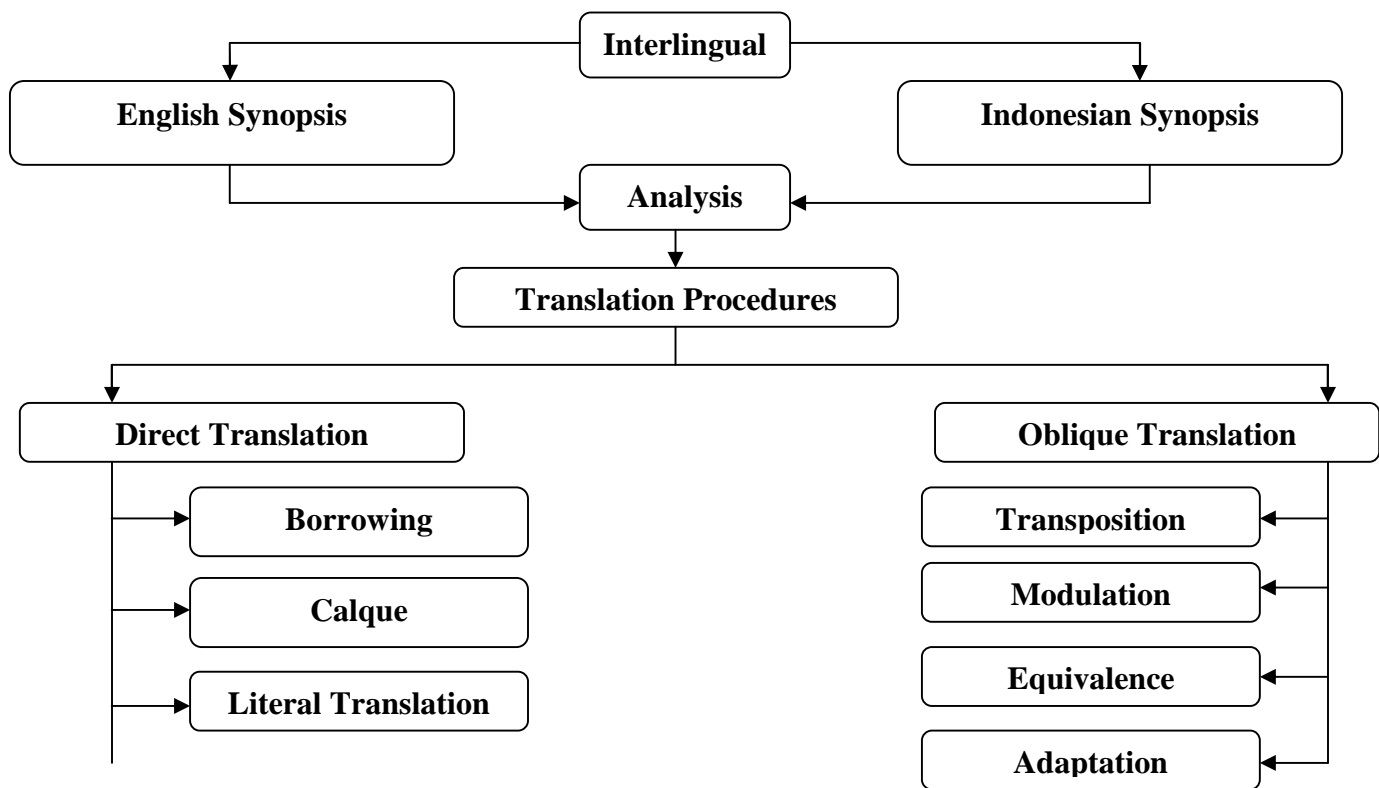 Interlingual
English Synopsis
Indonesian Synopsis
Analysis
Translation Procedures
Direct Translation
Oblique Translation
Borrowing
Transposition
Calque
Modulation
Literal Translation
Equivalence
Adaptation